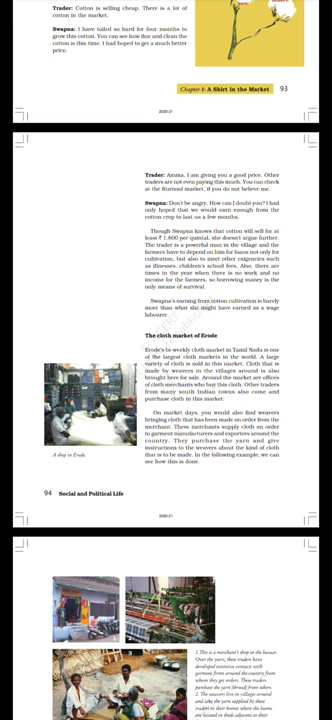 Trader: Cotton is selling cheap. There is a lot of
cotton in the market.
Swapna: I have toiled so hard for four months to
grow this cotton. You can see how fine and clean the
cotton is this time. I had hoped to get a much better
price.
Chapter 8: A Shirt in the Market 93
2020-21
Trader: Amma, I am giving you a good price. Other
traders are not even paying this much. You can check
at the Kurnool market, if you do not believe me.
Swapna: Don't be angry. How can I doubt you? I had
only hoped that we would earn enough from the
cotton crop to last us a few months.
Though Swapna knows that cotton will sell for at
least ₹ 1,800 per quintal, she doesn't argue further.
The trader is a powerful man in the village and the
farmers have to depend on him for loans not only for
cultivation, but also to meet other exigencies such
as illnesses, children's school fees. Also, there are
times in the year when there is no work and no
income for the farmers, so borrowing money is the
only means of survival.
Swapna's earning from cotton cultivation is barely
more than what she might have earned as a wage
labourer.
The cloth market of Erode
Erode's bi-weekly cloth market in Tamil Nadu is one
of the largest cloth markets in the world. A large
variety of cloth is sold in this market. Cloth that is
made by weavers in the villages around is also
brought here for sale. Around the market are offices
of cloth merchants who buy this cloth. Other traders
from many south Indian towns also come and
purchase cloth in this market.
On market days, you would also find weavers
bringing cloth that has been made on order from the
merchant. These merchants supply cloth on order
to garment manufacturers and exporters around the
country. They purchase the yarn and give
instructions to the weavers about the kind of cloth
that is to be made. In the following example, we can
see how this is done.
A shop in Erode.
94 Social and Political Life
2020-21
1.This is a merchant's shop in the bazaar.
Over the years, these traders have
developed extensive contacts with
garment firms around the country from
whom they get orders. These traders
purchase the yarn (thread) from others.
2. The weavers live in villages around
and take the yarn supplied by these
traders to their homes where the looms
are located in sheds adjacent to their